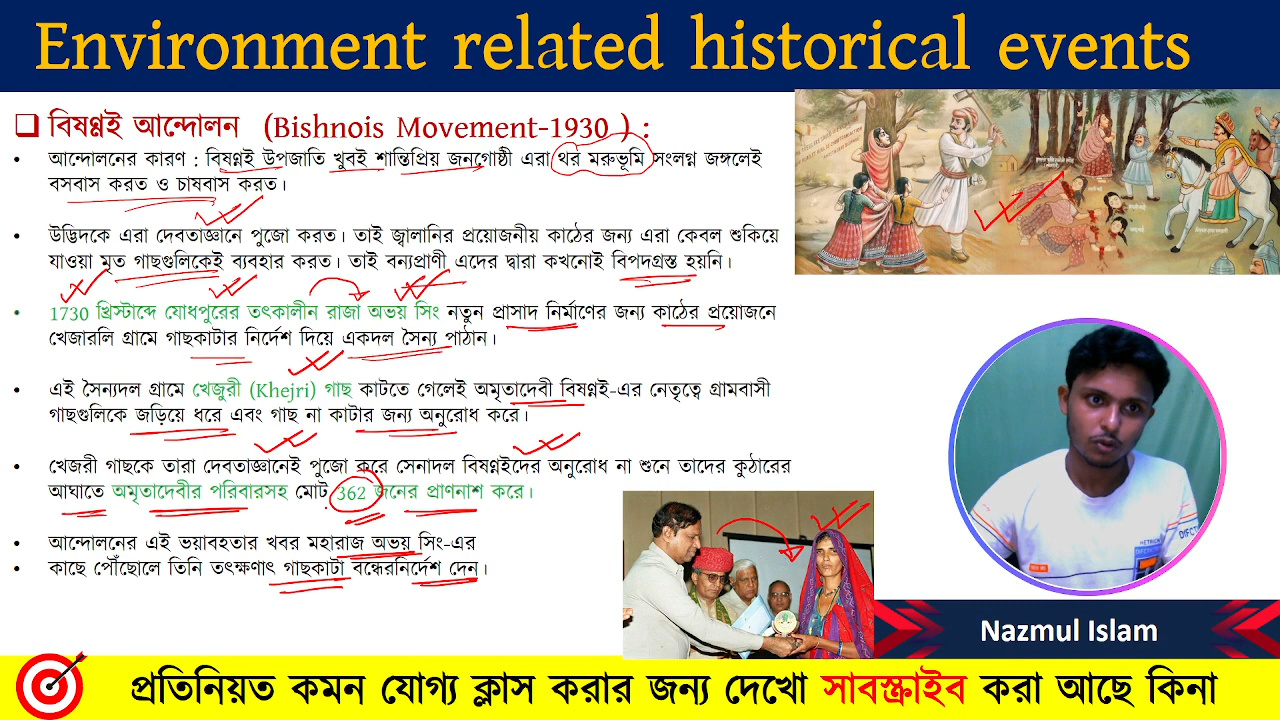 Environment related historical events
❑ বিষণ্ণই আন্দোলন (Bishnois Movement-1930 ) :
• আন্দোলনের কারণ : বিষণ্ণই উপজাতি খুবই শান্তিপ্রিয় জনগোষ্ঠী এরা থর মরুভূমি সংলগ্ন জঙ্গলেই
বসবাস করত ও চাষবাস করত।
• উদ্ভিদকে এরা দেবতাজ্ঞানে পুজো করত। তাই জ্বালানির প্রয়োজনীয় কাঠের জন্য এরা কেবল শুকিয়ে
যাওয়া মৃত গাছগুলিকেই ব্যবহার করত। তাই বন্যপ্রাণী এদের দ্বারা কখনোই বিপদগ্রস্ত হয়নি।
• 1730 খ্রিস্টাব্দে যোধপুরের তৎকালীন রাজা অভয় সিং নতুন প্রাসাদ নির্মাণের জন্য কাঠের প্রয়োজনে
খেজারলি গ্রামে গাছকাটার নির্দেশ দিয়ে একদল সৈন্য পাঠান।
• এই সৈন্যদল গ্রামে খেজুরী (Khejri) গাছ কাটতে গেলেই অমৃতাদেবী বিষণ্ণই-এর নেতৃত্বে গ্রামবাসী
গাছগুলিকে জড়িয়ে ধরে এবং গাছ না কাটার জন্য অনুরোধ করে।
• খেজরী গাছকে তারা দেবতাজ্ঞানেই পুজো করে সেনাদল বিষণ্ণইদের অনুরোধ না শুনে তাদের কুঠারের
আঘাতে অমৃতাদেবীর পরিবারসহ মোট 362 জনের প্রাণনাশ করে।
• আন্দোলনের এই ভয়াবহতার খবর মহারাজ অভয় সিং-এর
• কাছে পৌঁছোলে তিনি তৎক্ষণাৎ গাছকাটা বন্ধেরনির্দেশ দেন।
Nazmul Islam
প্রতিনিয়ত কমন যোগ্য ক্লাস করার জন্য দেখো সাবস্ক্রাইব করা আছে কিনা